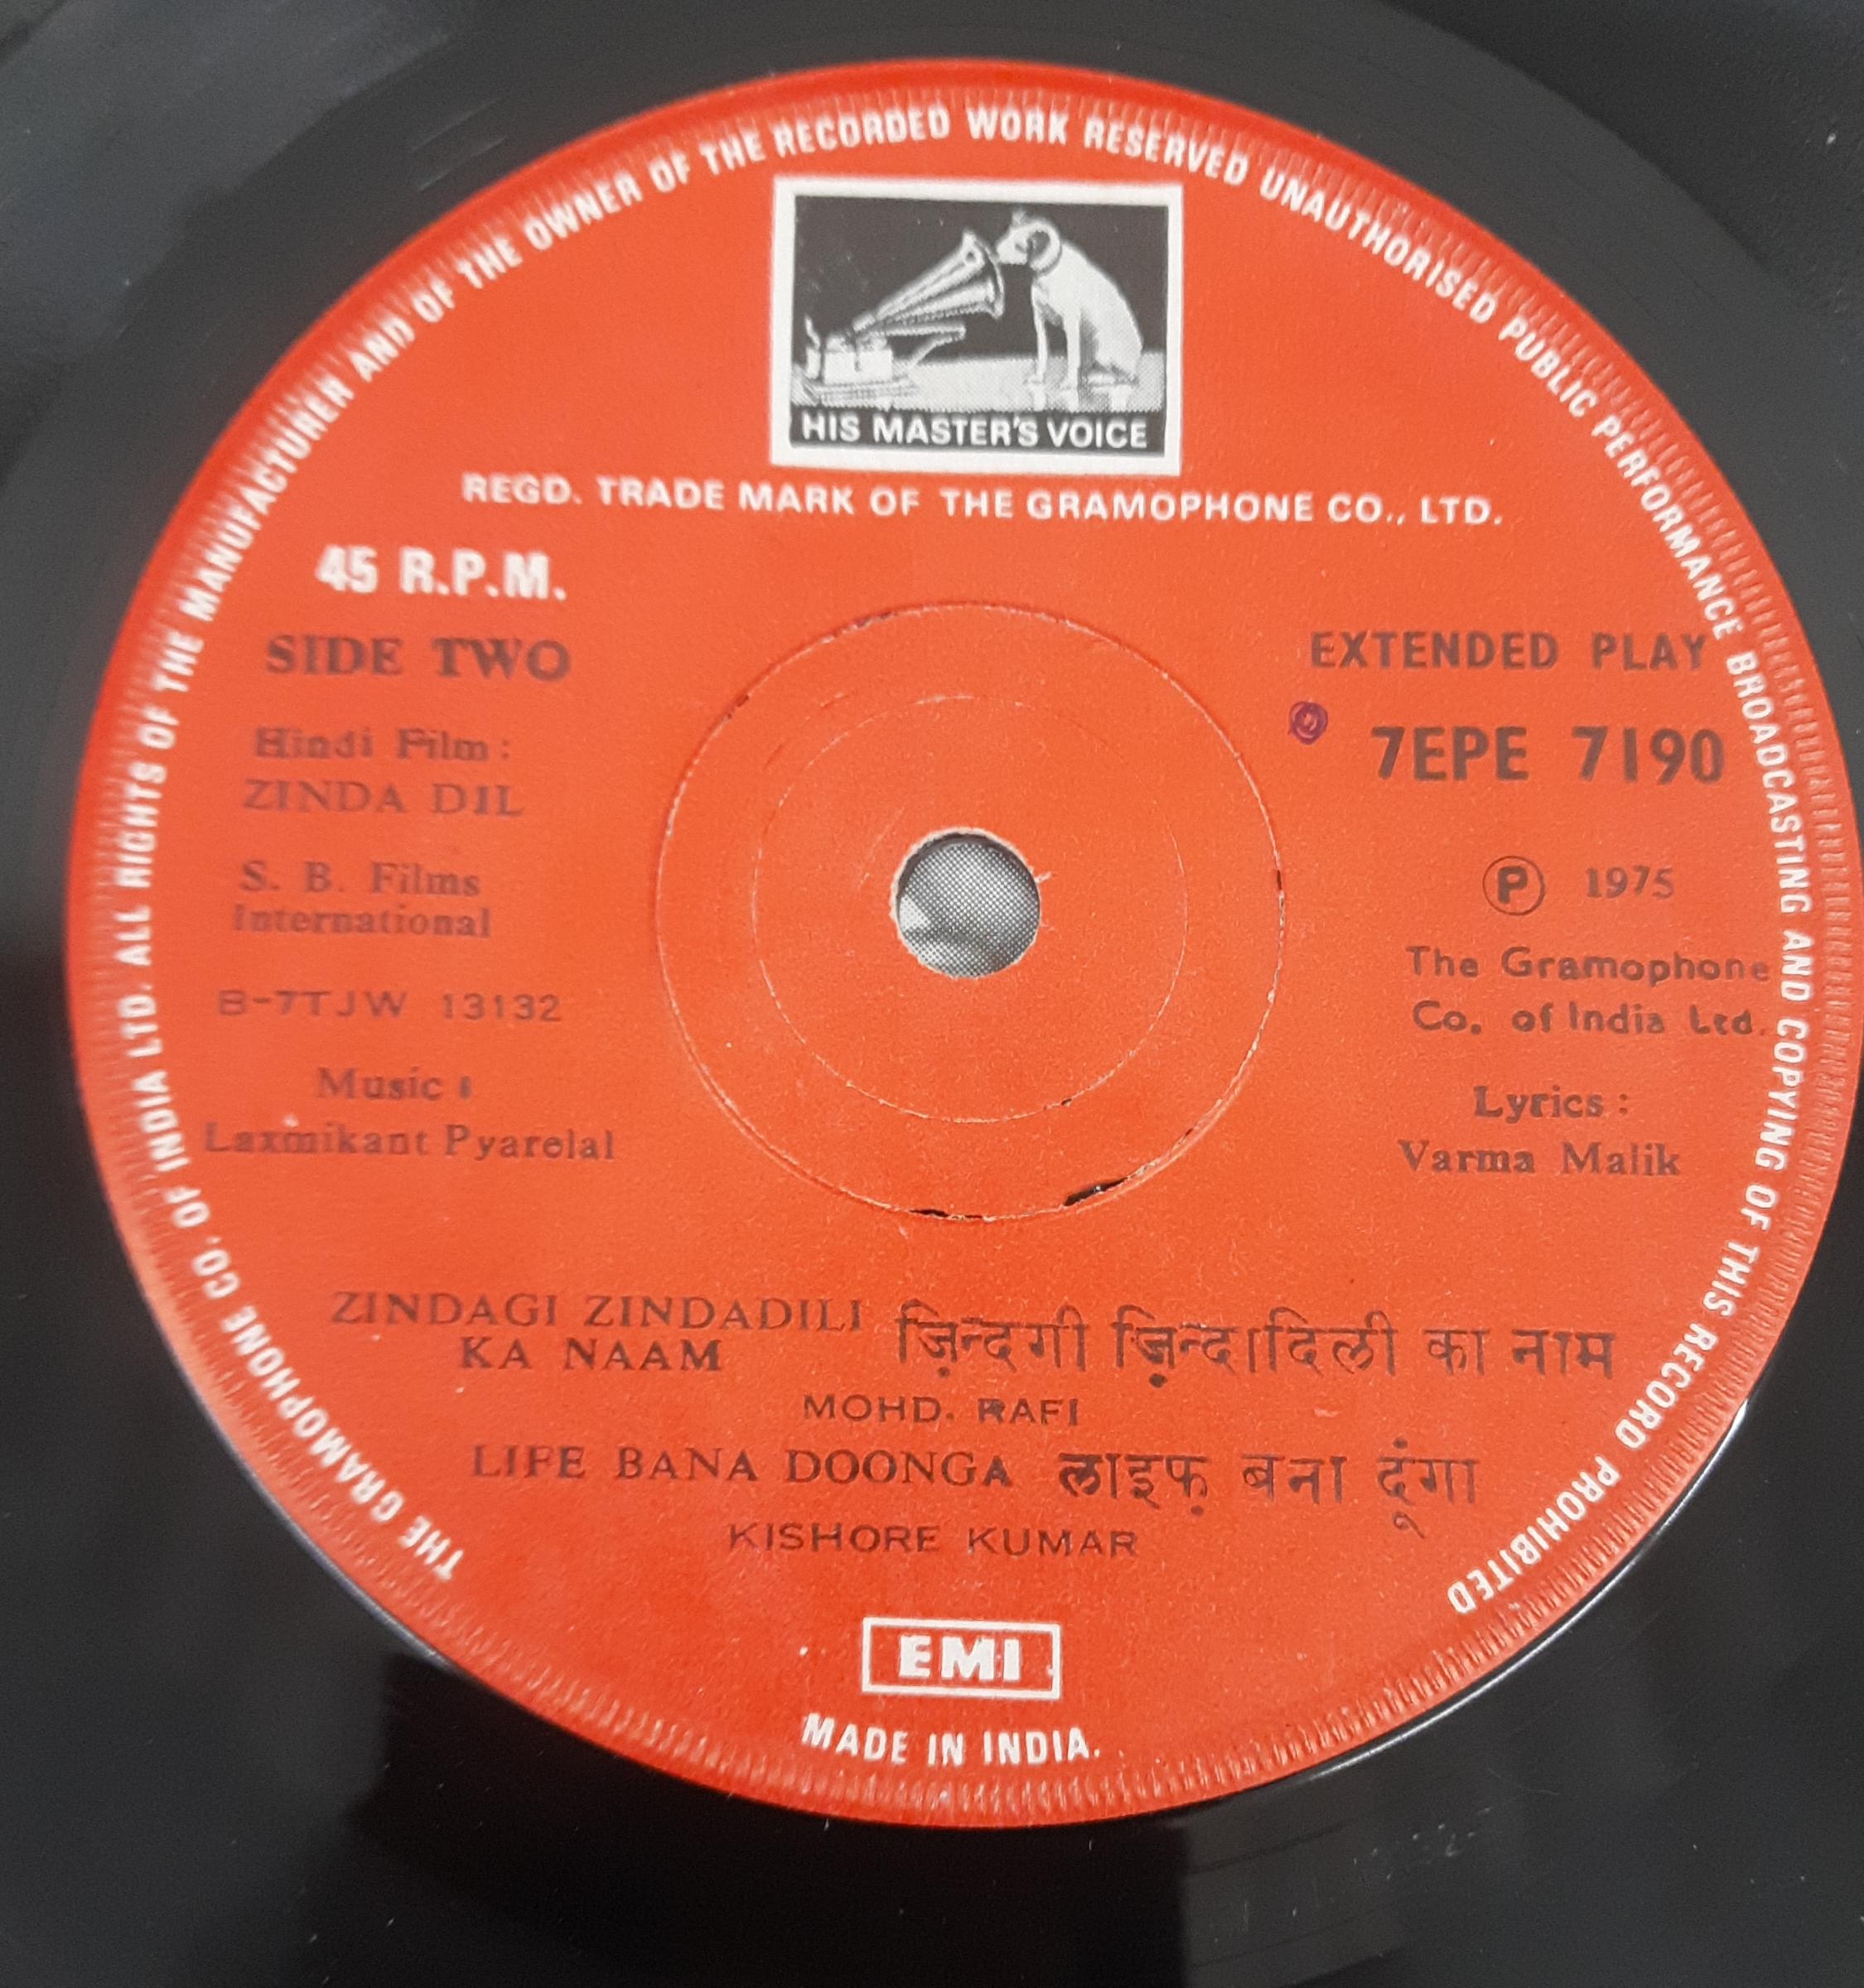 THE GRAMOPHONE CO. OF INDIA LTD. ALL RIGHTS OF THE MANUFACTURER AND OF THE OWNER OF THE RECORDED WORK RESERVED UNAUTHORISED PUBLIC PERFORMANCE BROADCASTING AND COPYING OF THIS RECORD PROHIBITED
HIS MASTER'S VOICE
REGD. TRADE MARK OF THE GRAMOPHONE CO., LTD.
45 R.P.M.
SIDE TWO
Hindi Film :
ZINDA DIL
S. B. Films
International
B-7TJW 13132
Music :
Laxmikant Pyarelal
EXTENDED PLAY
7EPE 7190
Ⓟ 1975
The Gramophone
Co. of India Ltd.
Lyrics :
Varma Malik
ZINDAGI ZINDADILI
KA NAAM
ज़िन्दगी ज़िन्दादिली का नाम
MOHD. RAFI
LIFE BANA DOONGA लाइफ़ बना दूंगा
KISHORE KUMAR
EMI
MADE IN INDIA.